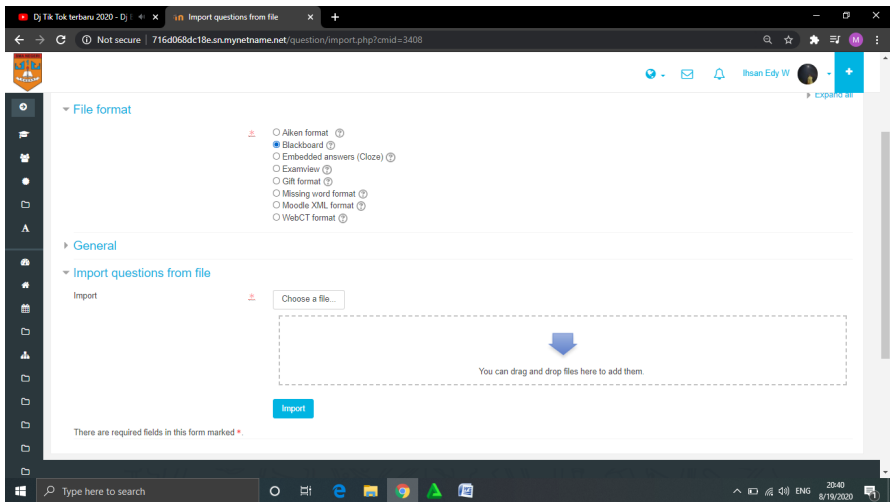 Dj Tik Tok terbaru 2020 - Dj
Import questions from file
Not secure | 716d068dc18e.sn.mynetname.net/question/import.php?cmid=3408
M
MOOM
Ihsan Edy W
Expand all
File format
Aiken format
Blackboard
Embedded answers (Cloze)
Examview
Gift format
Missing word format
Moodle XML format
WebCT format
A
General
Import questions from file
Import
Choose a file...
You can drag and drop files here to add them.
Import
There are required fields in this form marked *.
Type here to search
ENG
20:40
8/19/2020